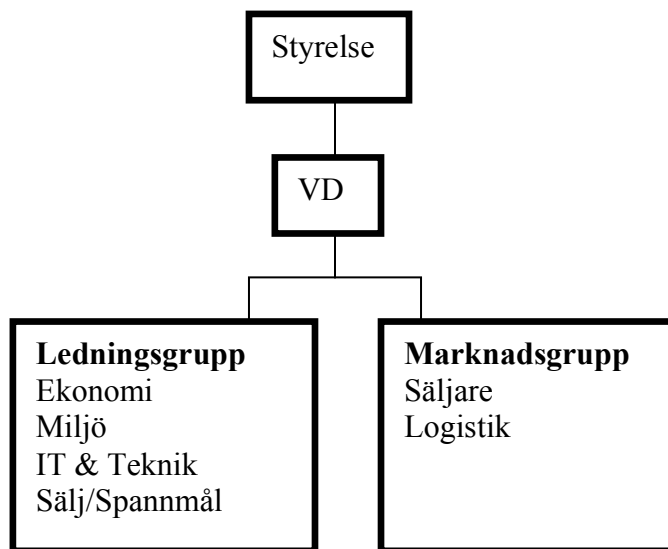 Styrelse
VD
Ledningsgrupp
Ekonomi
Miljö
IT & Teknik
Sälj/Spannmål
Marknadsgrupp
Säljare
Logistik